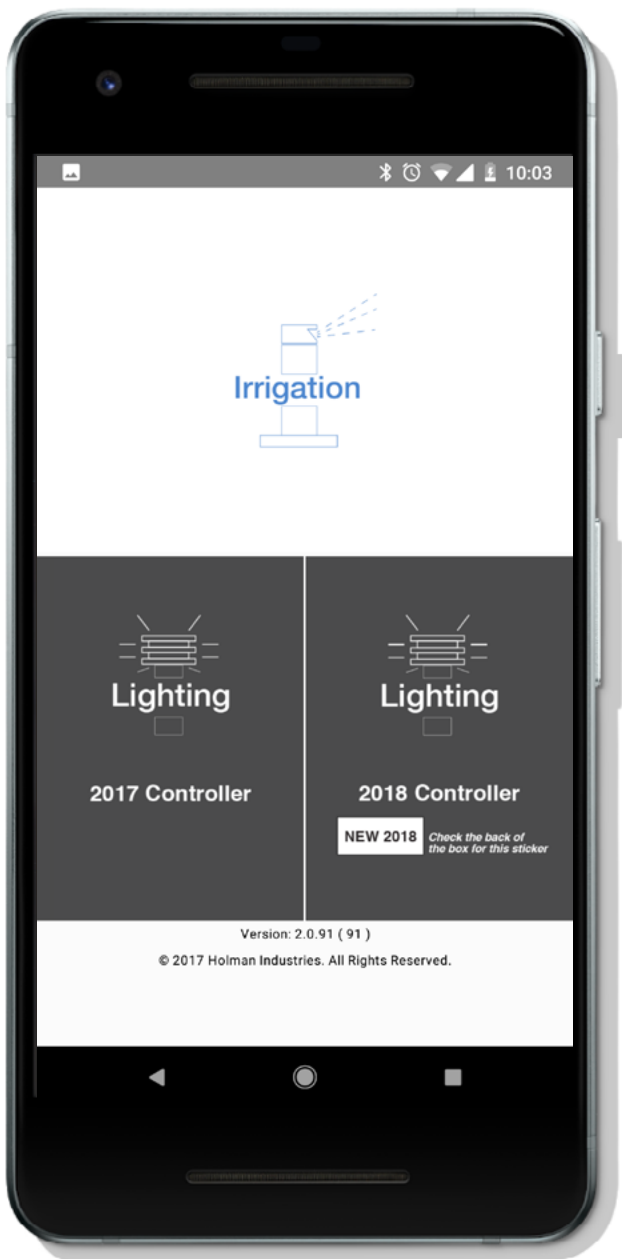 10:03
Irrigation
Lighting
2017 Controller
Lighting
2018 Controller
NEW 2018
Check the back of
the box for this sticker
Version: 2.0.91 ( 91 )
© 2017 Holman Industries. All Rights Reserved.